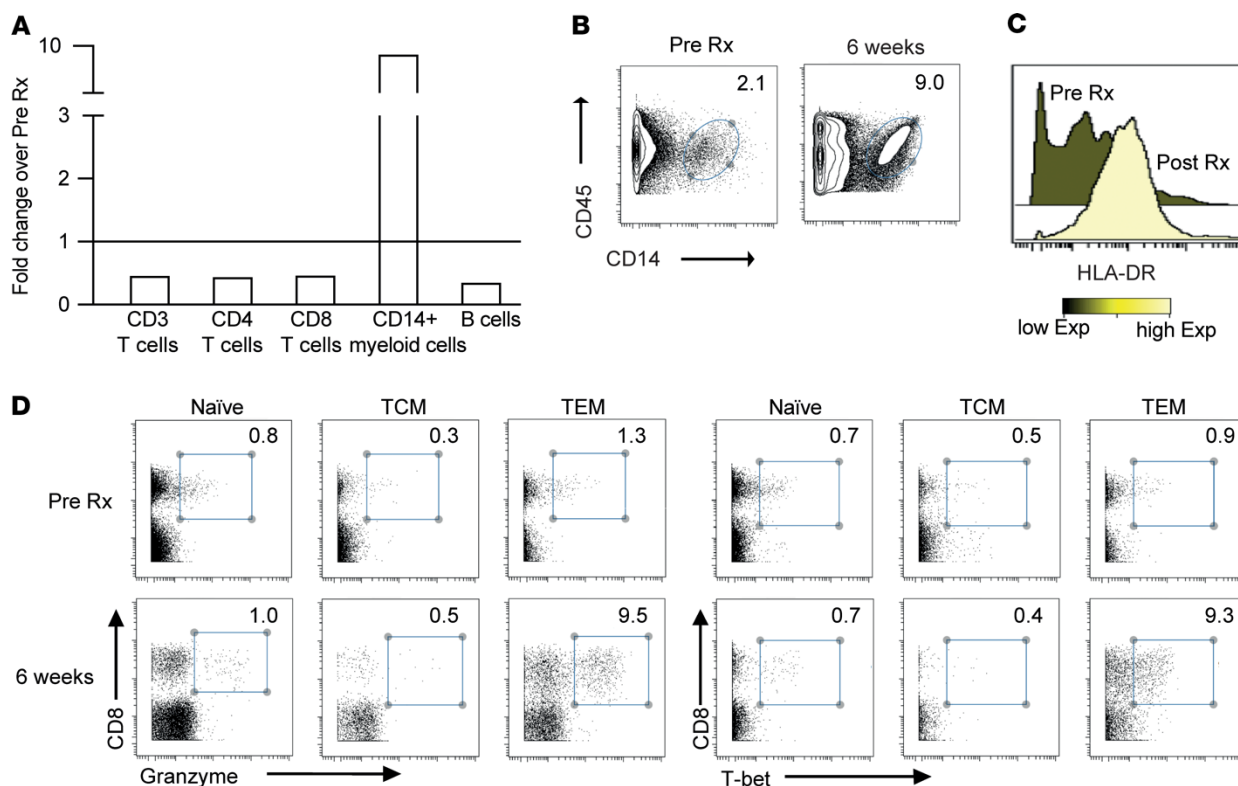 A
Fold change over Pre Rx
10
3
2
1
0
CD3 CD4 CD8 CD14+ B cells
T cells T cells T cells myeloid cells
B
Pre Rx 6 weeks
2.1 9.0
CD45
CD14
C
Pre Rx
Post Rx
HLA-DR
low Exp high Exp
D
Naïve TCM TEM Naïve TCM TEM
0.8 0.3 1.3 0.7 0.5 0.9
Pre Rx
1.0 0.5 9.5 0.7 0.4 9.3
6 weeks
CD8 CD8
Granzyme T-bet